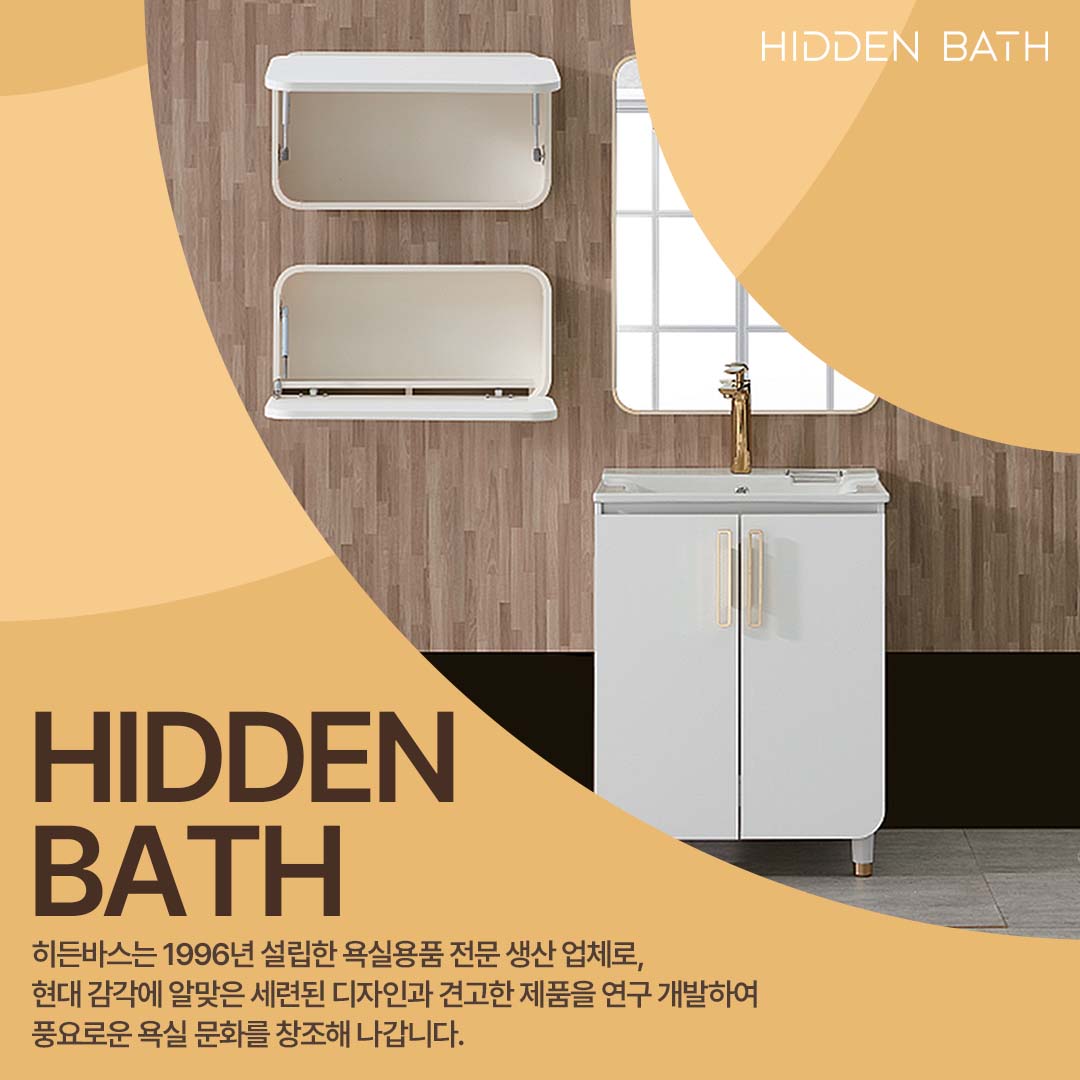 HIDDEN BATH
HIDDEN
BATH
히든바스는 1996년 설립한 욕실용품 전문 생산 업체로,
현대 감각에 알맞은 세련된 디자인과 견고한 제품을 연구 개발하여
풍요로운 욕실 문화를 창조해 나갑니다.